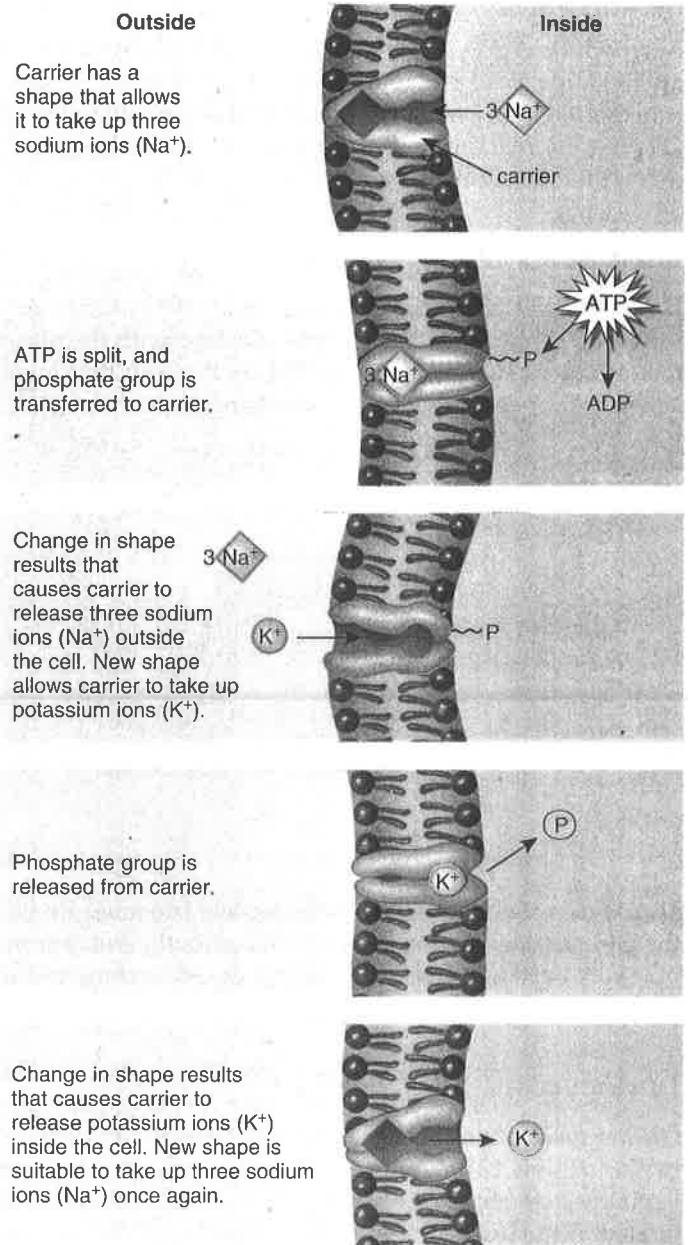 Outside
Inside
Carrier has a
shape that allows
it to take up three
sodium ions (Na⁺).
3 Na⁺
carrier
ATP is split, and
phosphate group is
transferred to carrier.
3 Na⁺
P
ATP
ADP
Change in shape
results that
causes carrier to
release three sodium
ions (Na⁺) outside
the cell. New shape
allows carrier to take up
potassium ions (K⁺).
3 Na⁺
K⁺
P
Phosphate group is
released from carrier.
K⁺
P
Change in shape results
that causes carrier to
release potassium ions (K⁺)
inside the cell. New shape is
suitable to take up three sodium
ions (Na⁺) once again.
K⁺